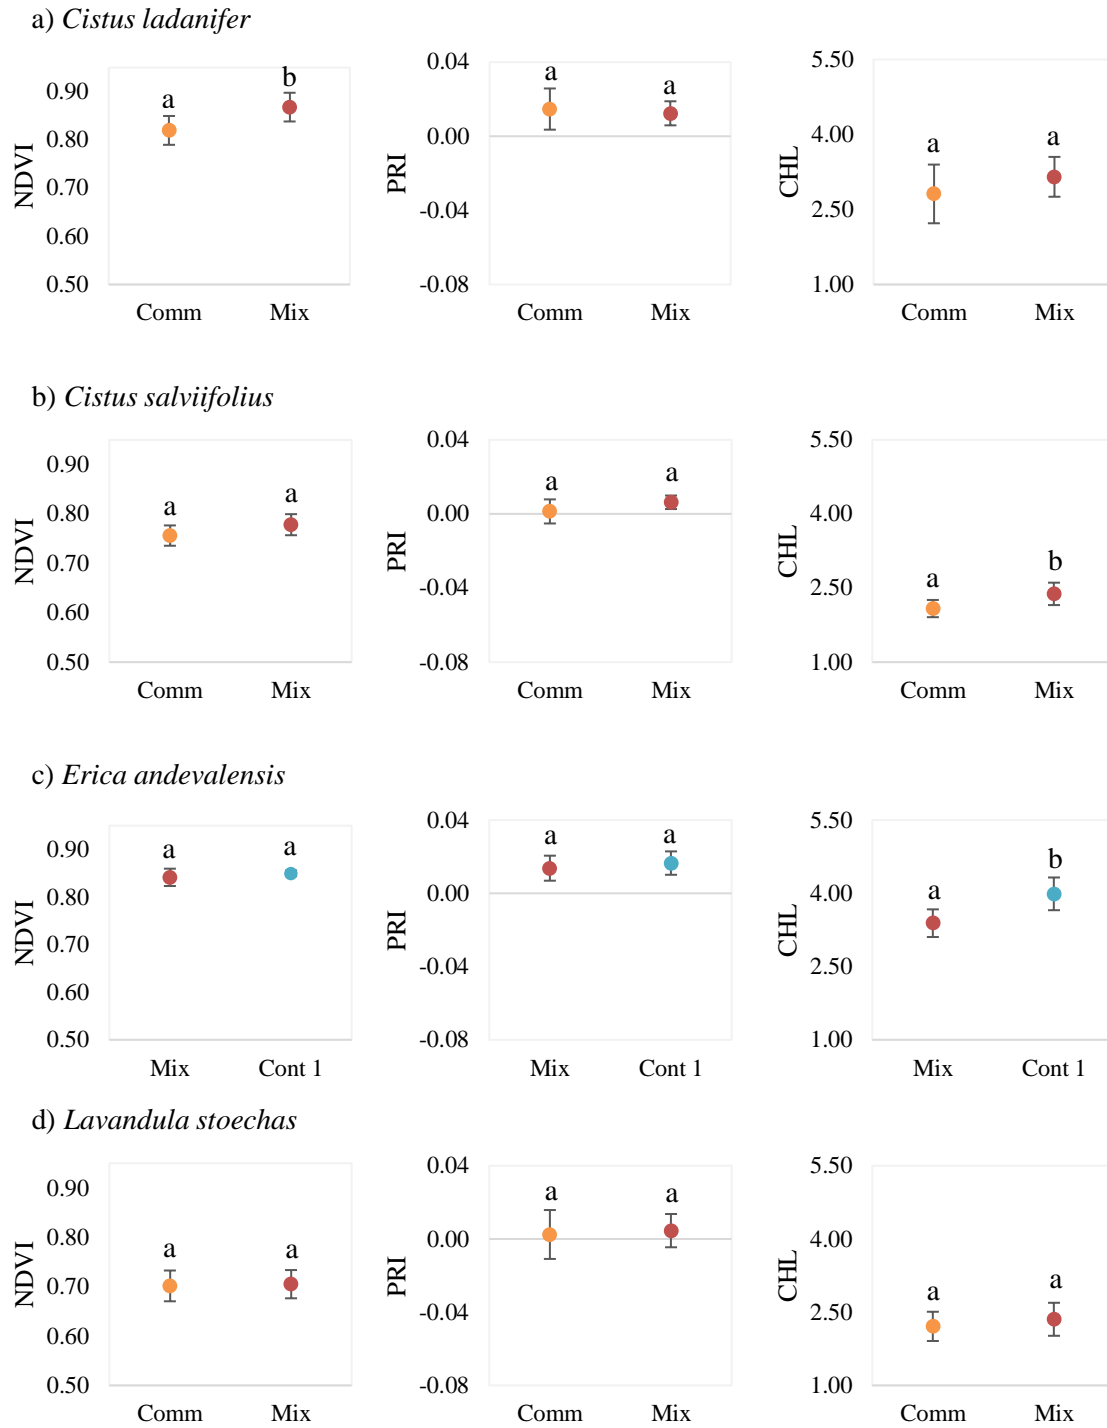 a) Cistus ladanifer
NDVI
0.90
0.80
0.70
0.60
0.50
a
b
Comm
Mix
PRI
0.04
0.00
-0.04
-0.08
a
a
Comm
Mix
CHL
5.50
4.00
2.50
1.00
a
a
Comm
Mix
b) Cistus salviifolius
NDVI
0.90
0.80
0.70
0.60
0.50
a
a
Comm
Mix
PRI
0.04
0.00
-0.04
-0.08
a
a
Comm
Mix
CHL
5.50
4.00
2.50
1.00
a
b
Comm
Mix
c) Erica andevalensis
NDVI
0.90
0.80
0.70
0.60
0.50
a
a
Mix
Cont 1
PRI
0.04
0.00
-0.04
-0.08
a
a
Mix
Cont 1
CHL
5.50
4.00
2.50
1.00
a
b
Mix
Cont 1
d) Lavandula stoechas
NDVI
0.90
0.80
0.70
0.60
0.50
a
a
Comm
Mix
PRI
0.04
0.00
-0.04
-0.08
a
a
Comm
Mix
CHL
5.50
4.00
2.50
1.00
a
a
Comm
Mix